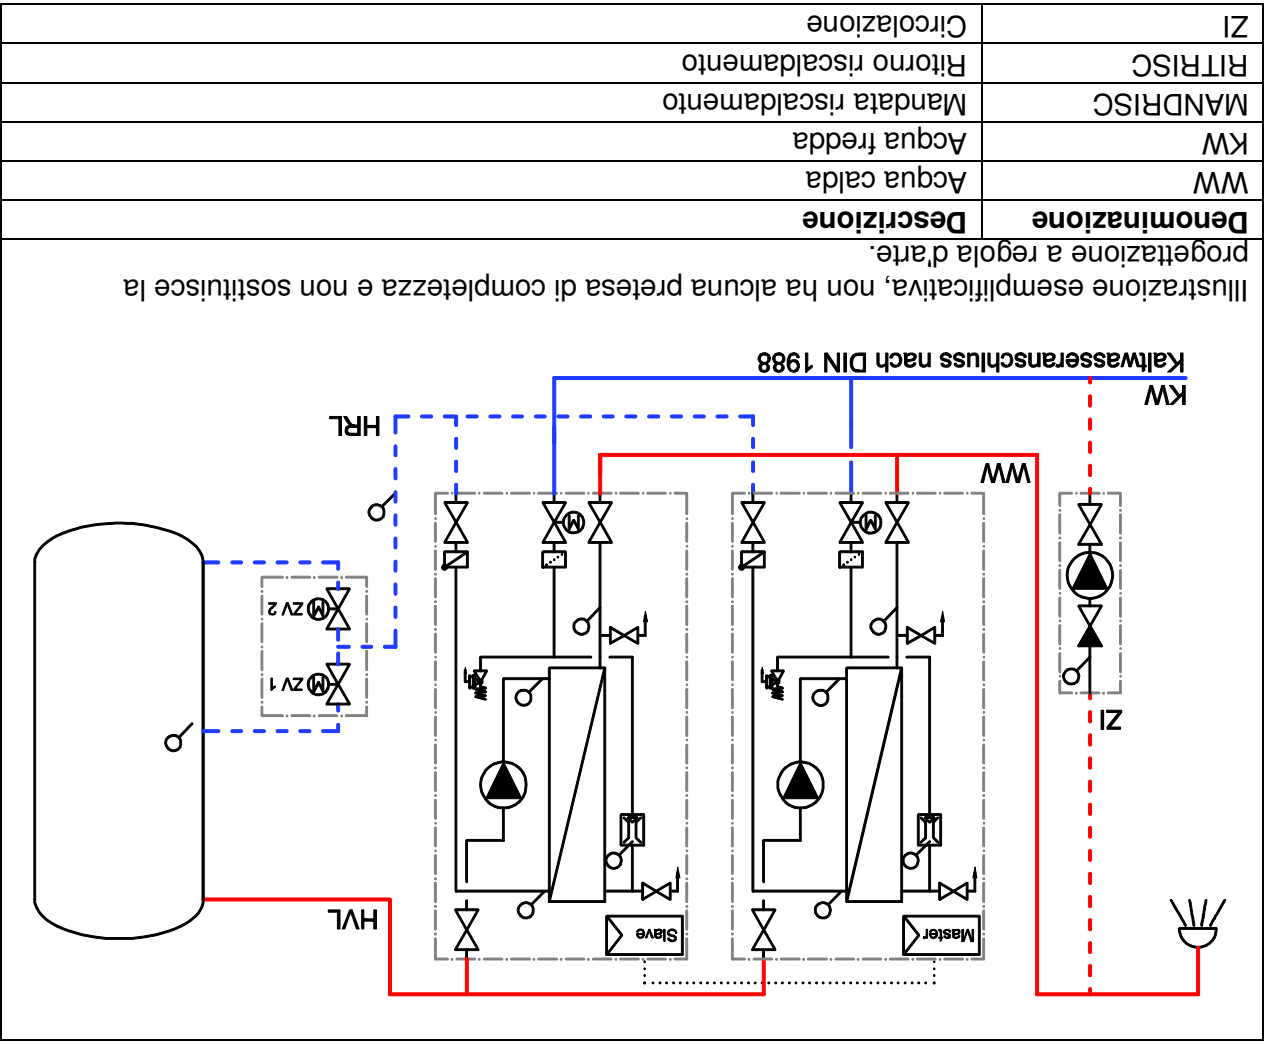 Master
Slave
HVL
ZI
M ZV 1
M ZV 2
M
M
WW
HRL
KW
Kaltwasseranschluss nach DIN 1988
Illustrazione esemplificativa, non ha alcuna pretesa di completezza e non sostituisce la
progettazione a regola d'arte.
Denominazione Descrizione
WW Acqua calda
KW Acqua fredda
MANDRISC Mandata riscaldamento
RITRISC Ritorno riscaldamento
ZI Circolazione